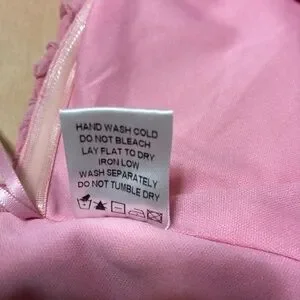 HAND WASH COLD
DO NOT BLEACH
LAY FLAT TO DRY
IRON LOW
WASH SEPARATELY
DO NOT TUMBLE DRY